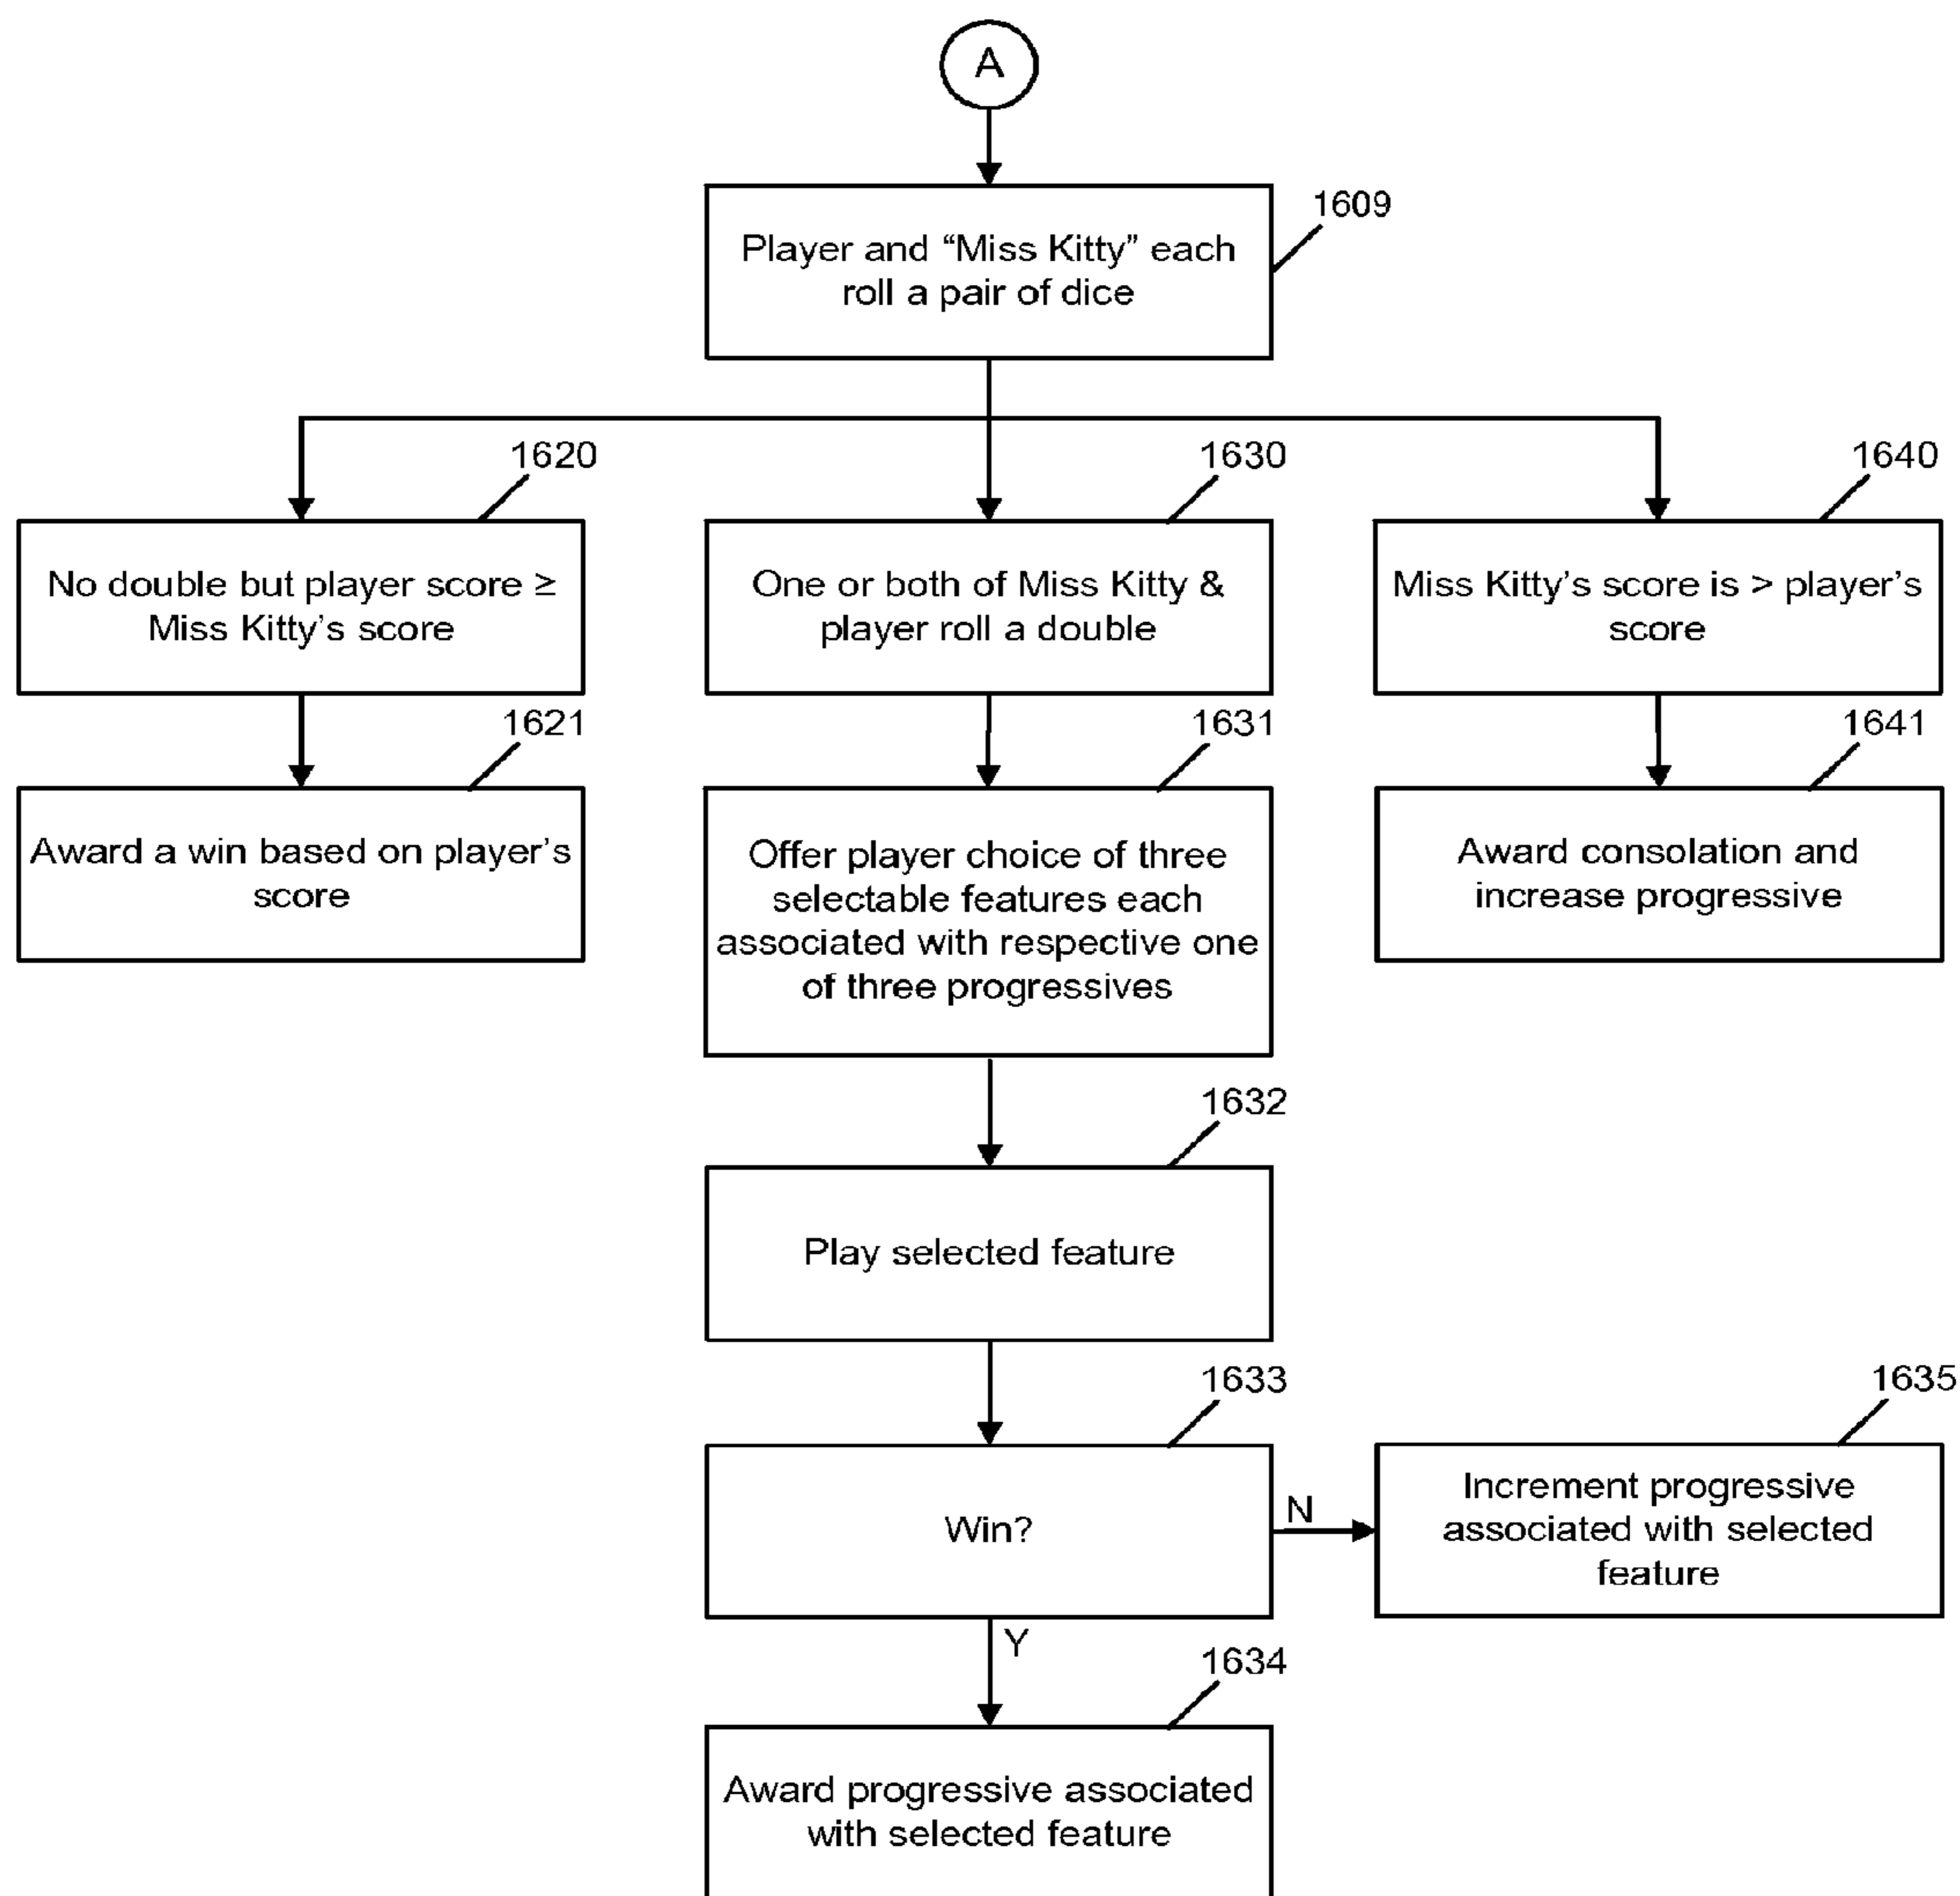 A
1609
Player and “Miss Kitty” each
roll a pair of dice
1620
1630
1640
No double but player score ≥
Miss Kitty’s score
One or both of Miss Kitty &
player roll a double
Miss Kitty’s score is > player’s
score
1621
1631
1641
Award a win based on player’s
score
Offer player choice of three
selectable features each
associated with respective one
of three progressives
Award consolation and
increase progressive
1632
Play selected feature
1633
1635
Win?
N
Increment progressive
associated with selected
feature
Y
1634
Award progressive associated
with selected feature